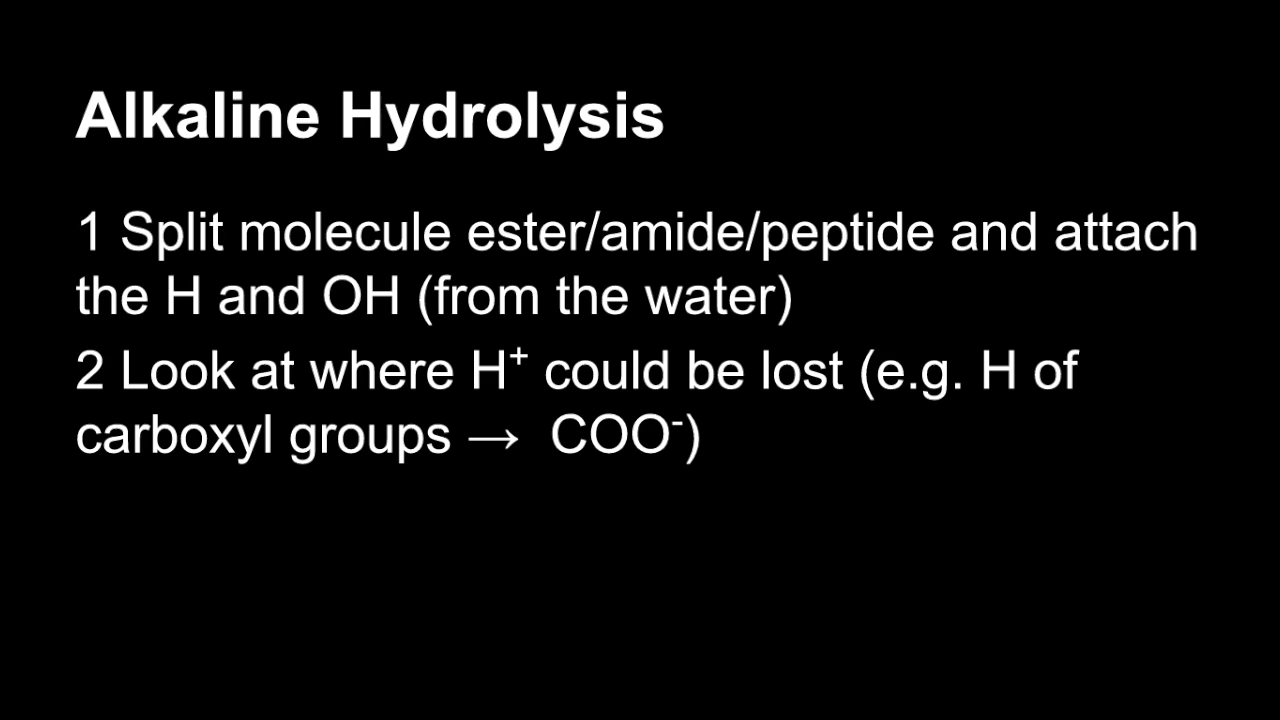 Alkaline Hydrolysis
1 Split molecule ester/amide/peptide and attach
the H and OH (from the water)
2 Look at where H⁺ could be lost (e.g. H of
carboxyl groups → COO⁻)